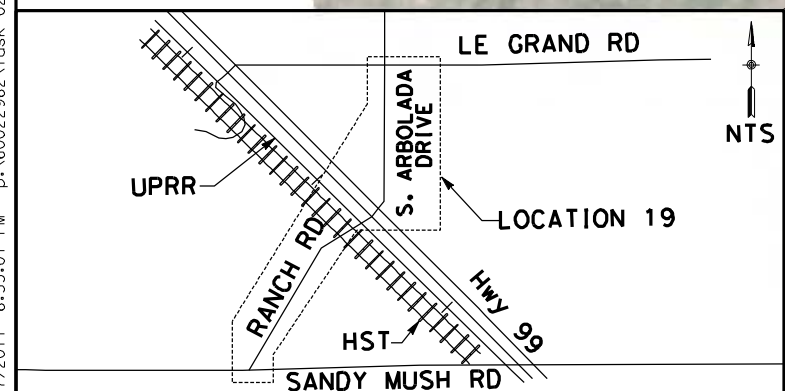 LE GRAND RD
NTS
S. ARBOLADA
DRIVE
UPRR
LOCATION 19
RANCH RD
Hwy 99
HST
SANDY MUSH RD